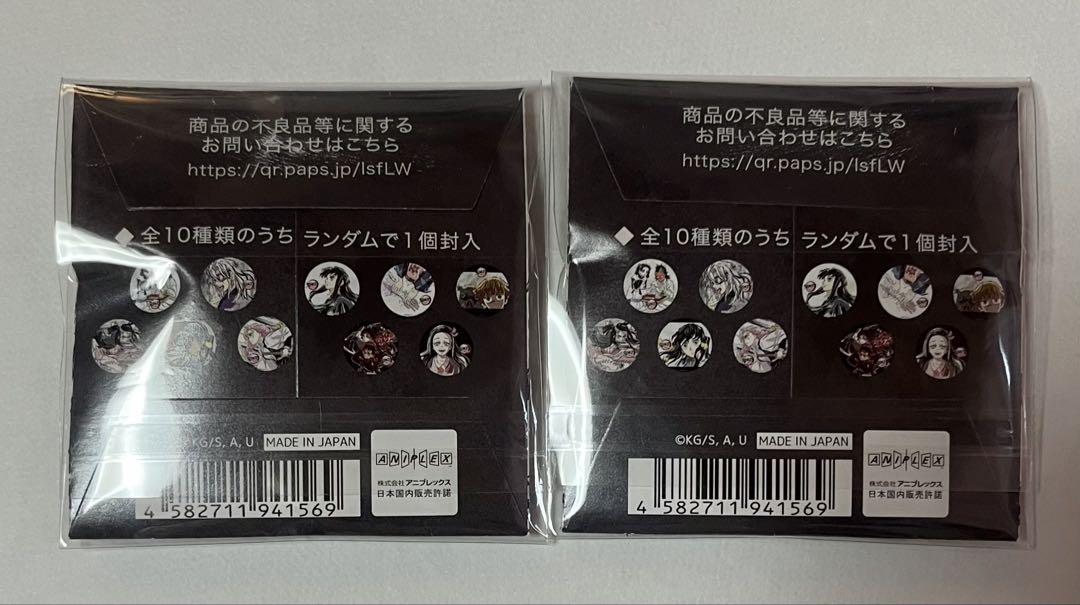 商品の不良品等に関する
お問い合わせはこちら
https://qr.paps.jp/lsfLW
◆ 全10種類のうち ランダムで1個封入
KG/S, A, U
MADE IN JAPAN
ANIPLEX
株式会社アニプレックス
日本国内販売許諾
4 582711 941569
商品の不良品等に関する
お問い合わせはこちら
https://qr.paps.jp/lsfLW
◆ 全10種類のうち ランダムで1個封入
©KG/S, A, U
MADE IN JAPAN
ANIPLEX
株式会社アニプレックス
日本国内販売許諾
4 582711 941569